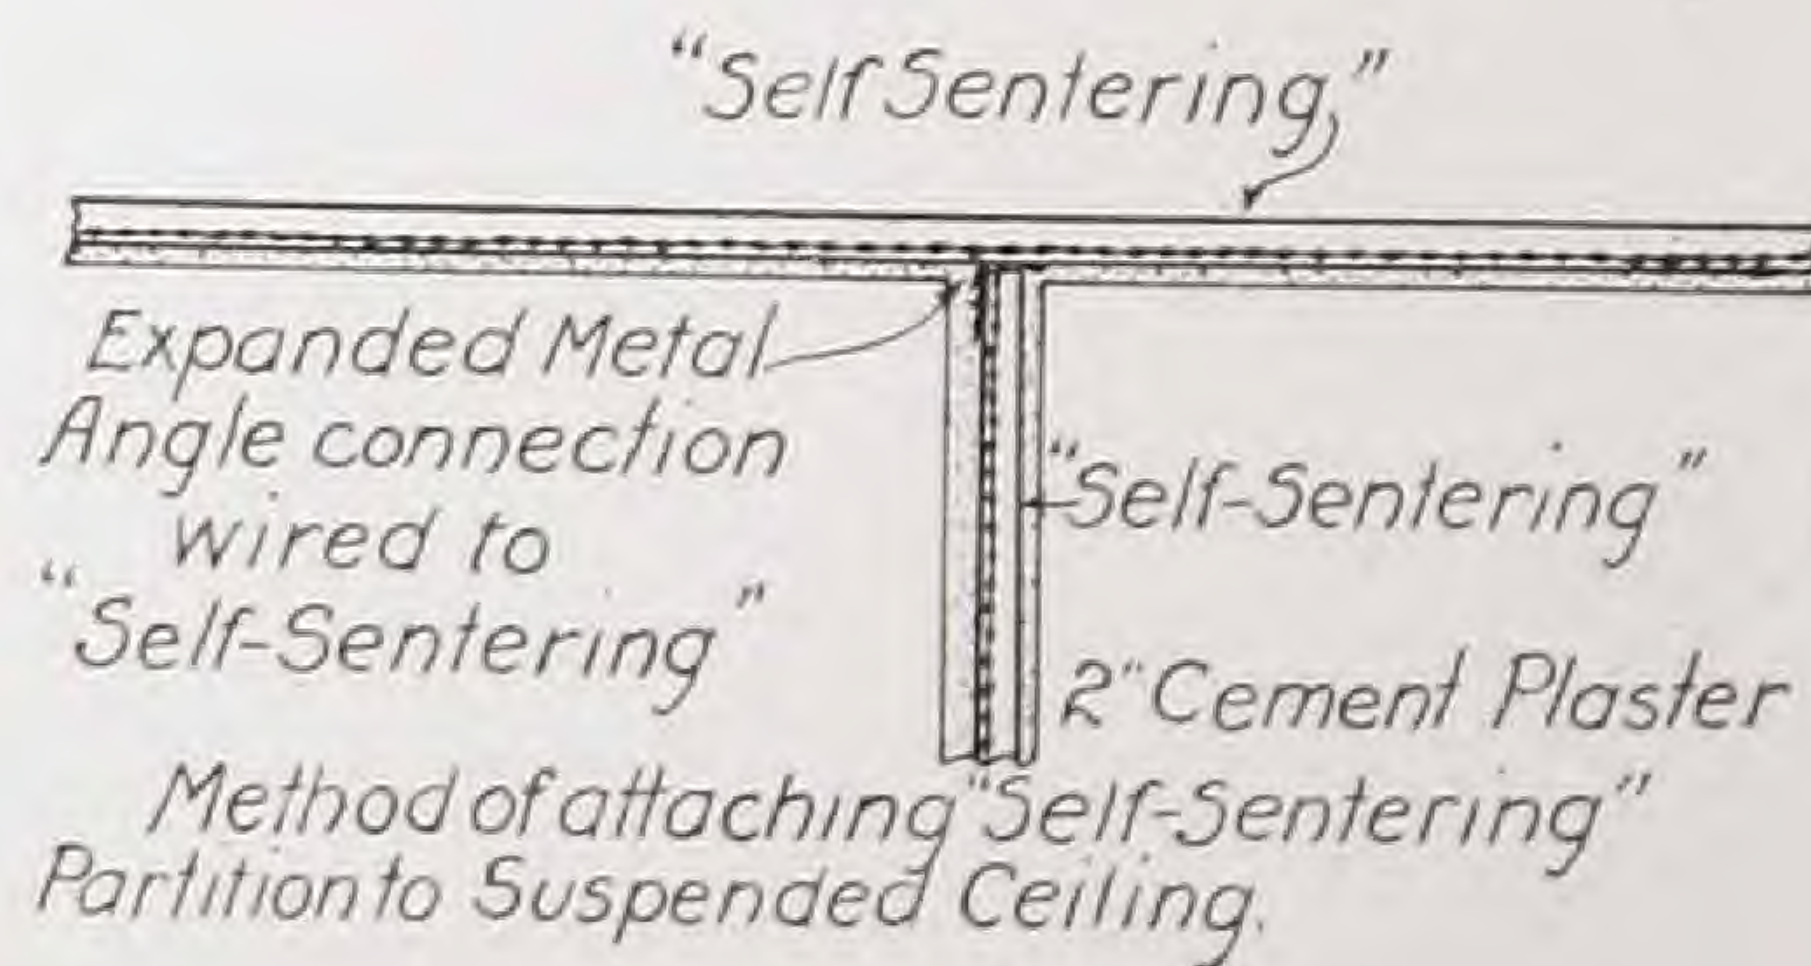 "Self Sentering"
Expanded Metal
Angle connection
wired to
"Self-Sentering"
"Self-Sentering"
2" Cement Plaster
Method of attaching "Self-Sentering"
Partition to Suspended Ceiling.